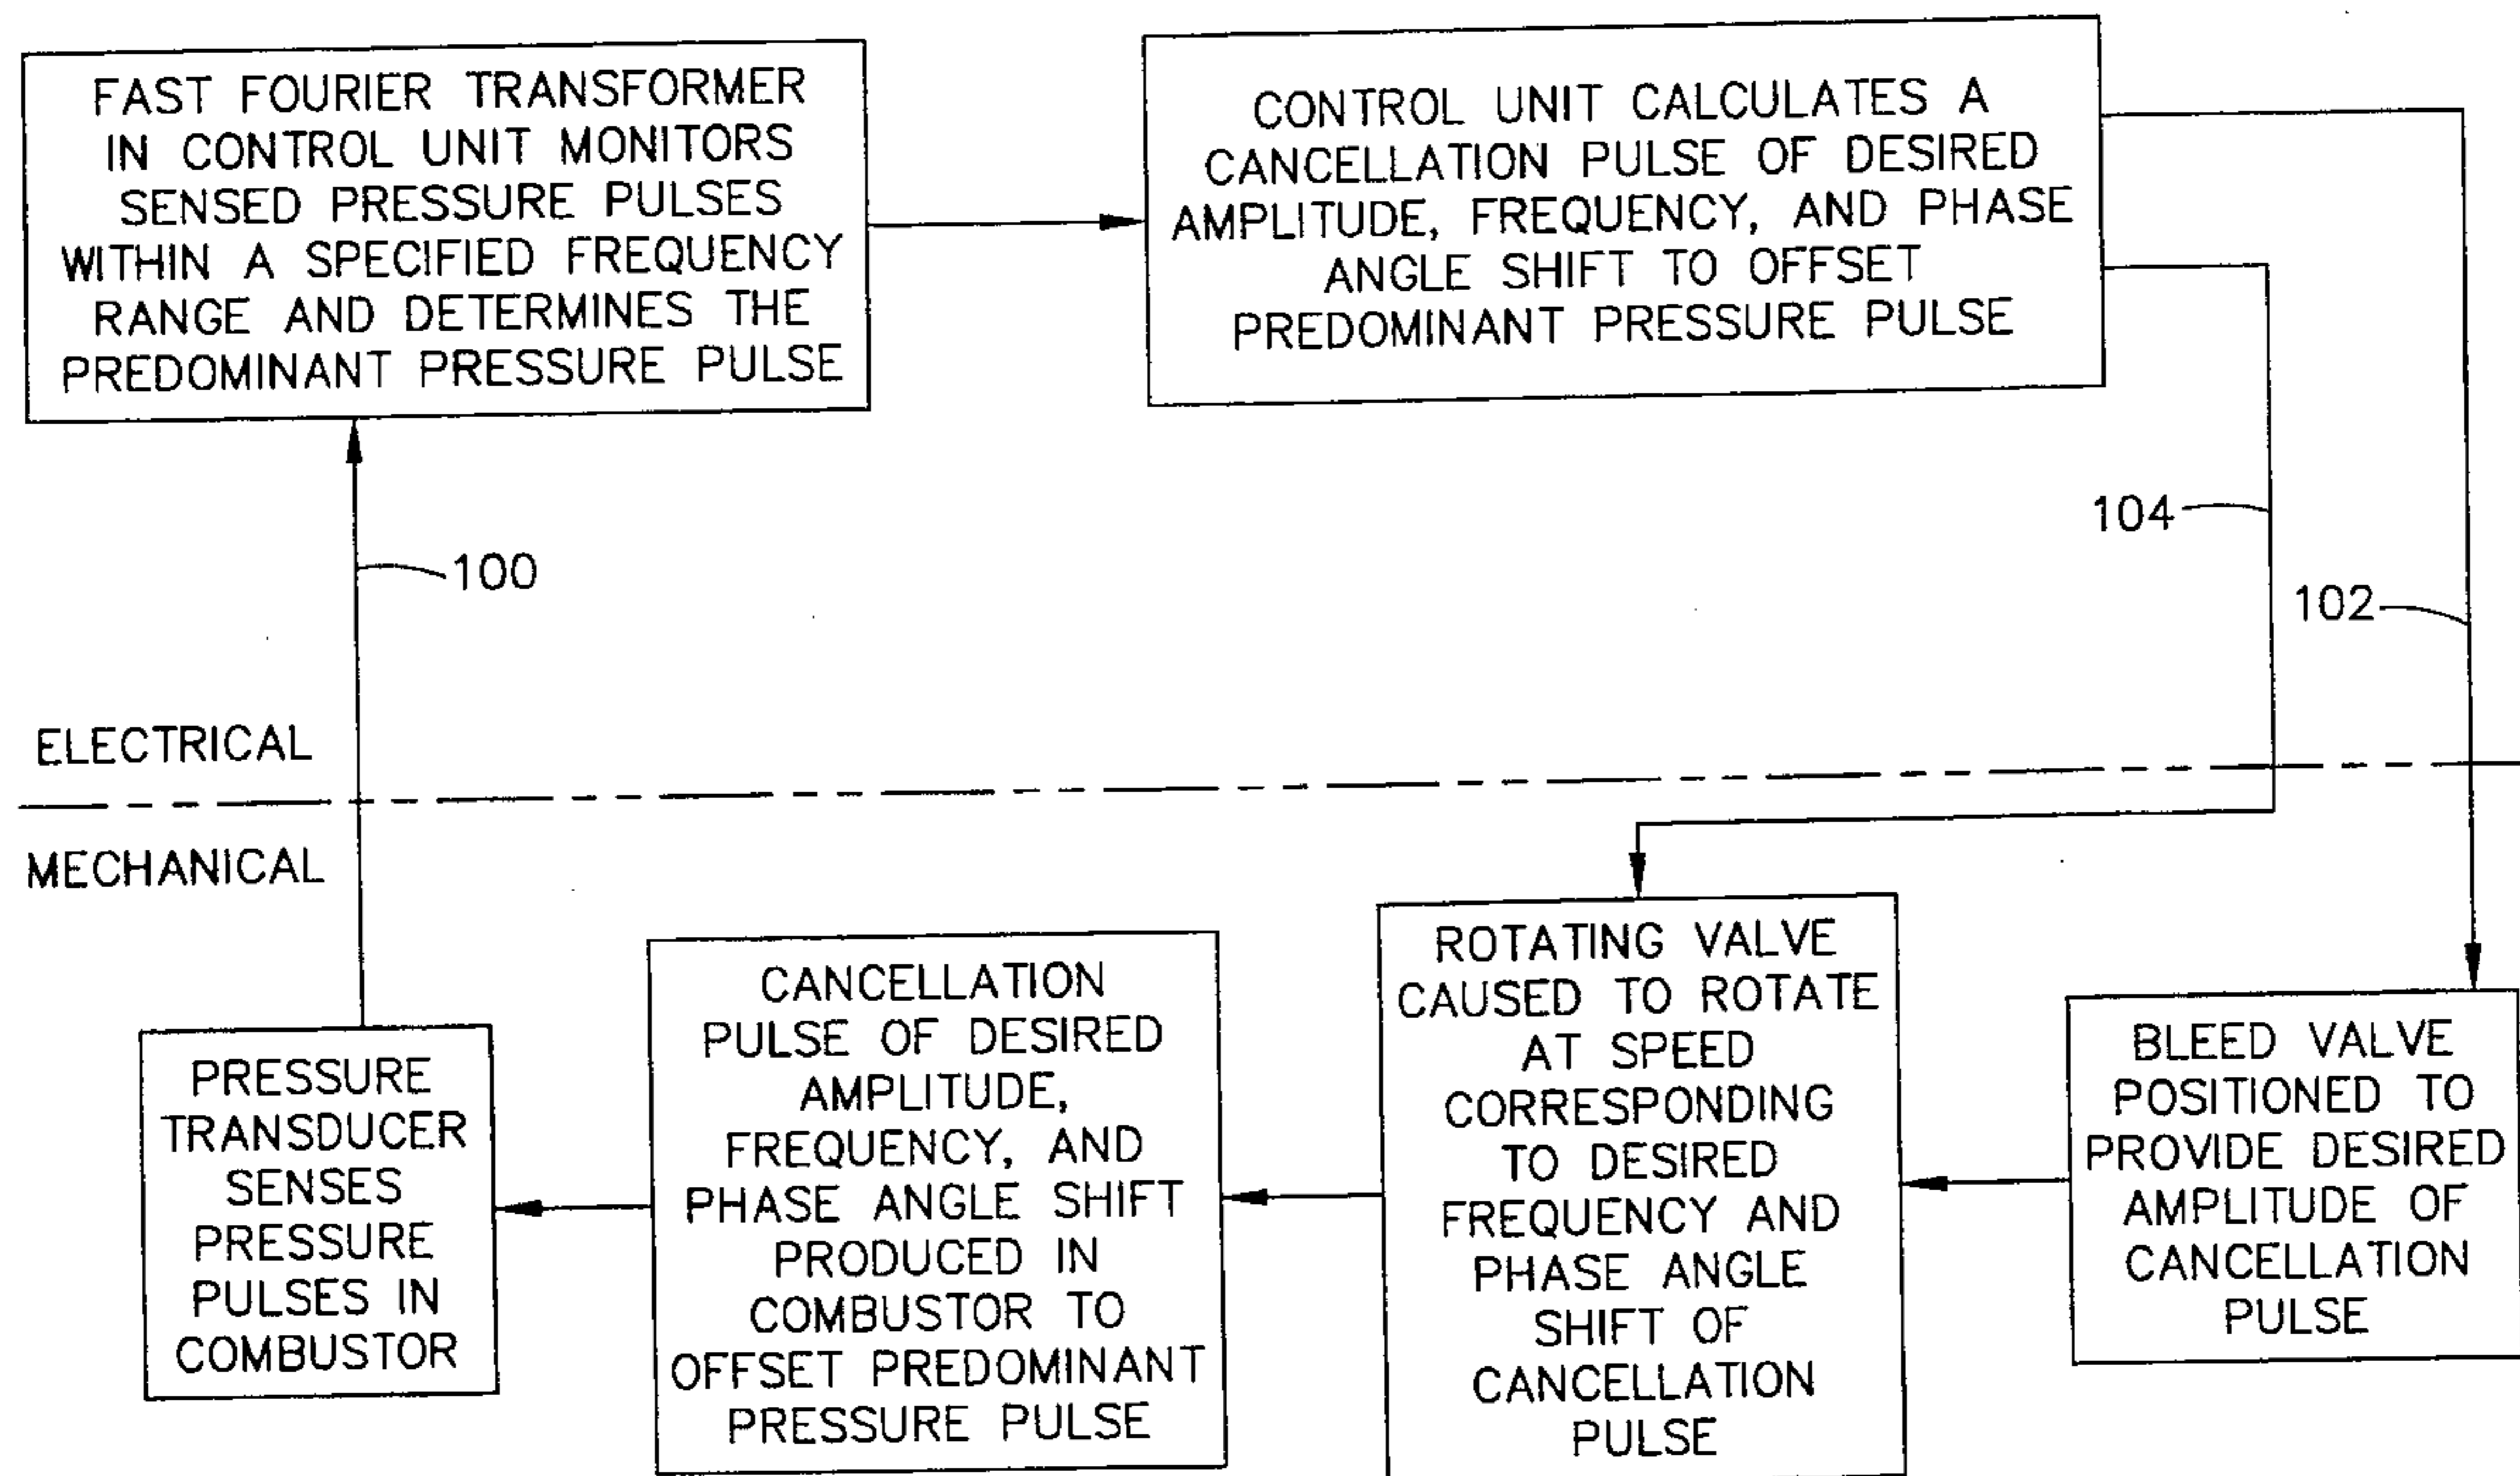 FAST FOURIER TRANSFORMER
IN CONTROL UNIT MONITORS
SENSED PRESSURE PULSES
WITHIN A SPECIFIED FREQUENCY
RANGE AND DETERMINES THE
PREDOMINANT PRESSURE PULSE
CONTROL UNIT CALCULATES A
CANCELLATION PULSE OF DESIRED
AMPLITUDE, FREQUENCY, AND PHASE
ANGLE SHIFT TO OFFSET
PREDOMINANT PRESSURE PULSE
100
104
102
ELECTRICAL
MECHANICAL
PRESSURE
TRANSDUCER
SENSES
PRESSURE
PULSES IN
COMBUSTOR
CANCELLATION
PULSE OF DESIRED
AMPLITUDE,
FREQUENCY, AND
PHASE ANGLE SHIFT
PRODUCED IN
COMBUSTOR TO
OFFSET PREDOMINANT
PRESSURE PULSE
ROTATING VALVE
CAUSED TO ROTATE
AT SPEED
CORRESPONDING
TO DESIRED
FREQUENCY AND
PHASE ANGLE
SHIFT OF
CANCELLATION
PULSE
BLEED VALVE
POSITIONED TO
PROVIDE DESIRED
AMPLITUDE OF
CANCELLATION
PULSE